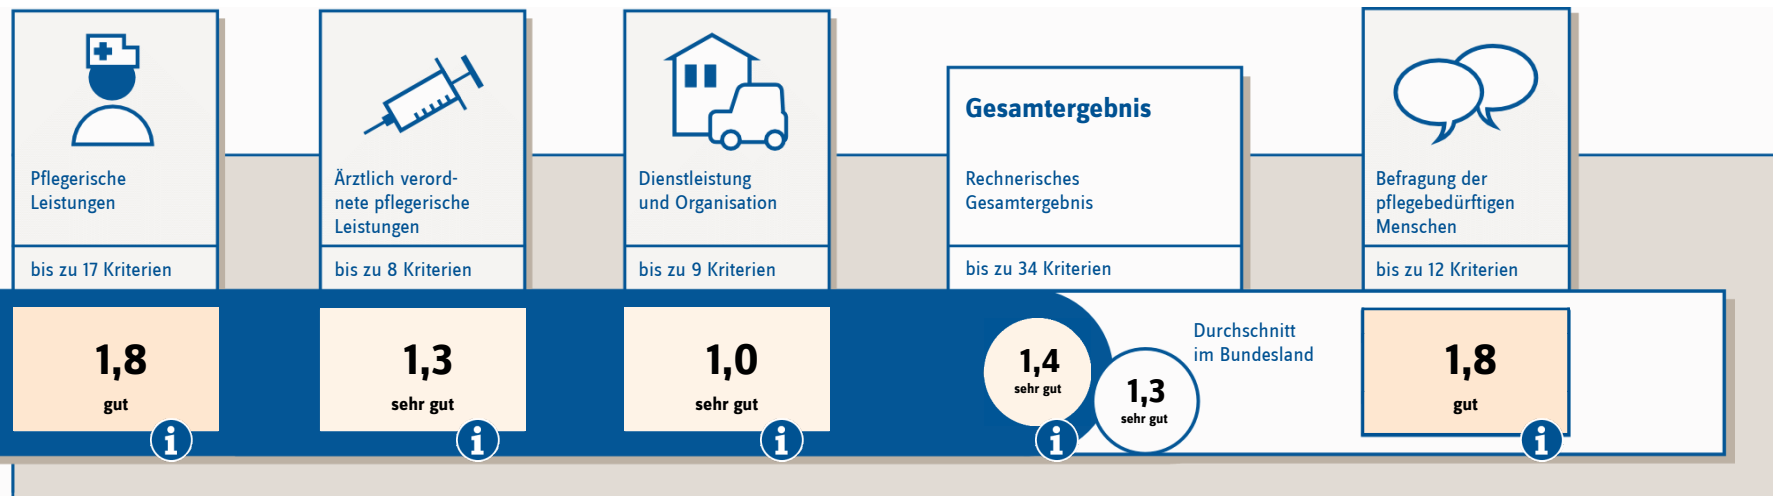 Pflegerische
Leistungen
bis zu 17 Kriterien
1,8
gut
i
Ärztlich verord-
nete pflegerische
Leistungen
bis zu 8 Kriterien
1,3
sehr gut
i
Dienstleistung
und Organisation
bis zu 9 Kriterien
1,0
sehr gut
i
Gesamtergebnis
Rechnerisches
Gesamtergebnis
bis zu 34 Kriterien
1,4
sehr gut
i
1,3
sehr gut
Durchschnitt
im Bundesland
Befragung der
pflegebedürftigen
Menschen
bis zu 12 Kriterien
1,8
gut
i